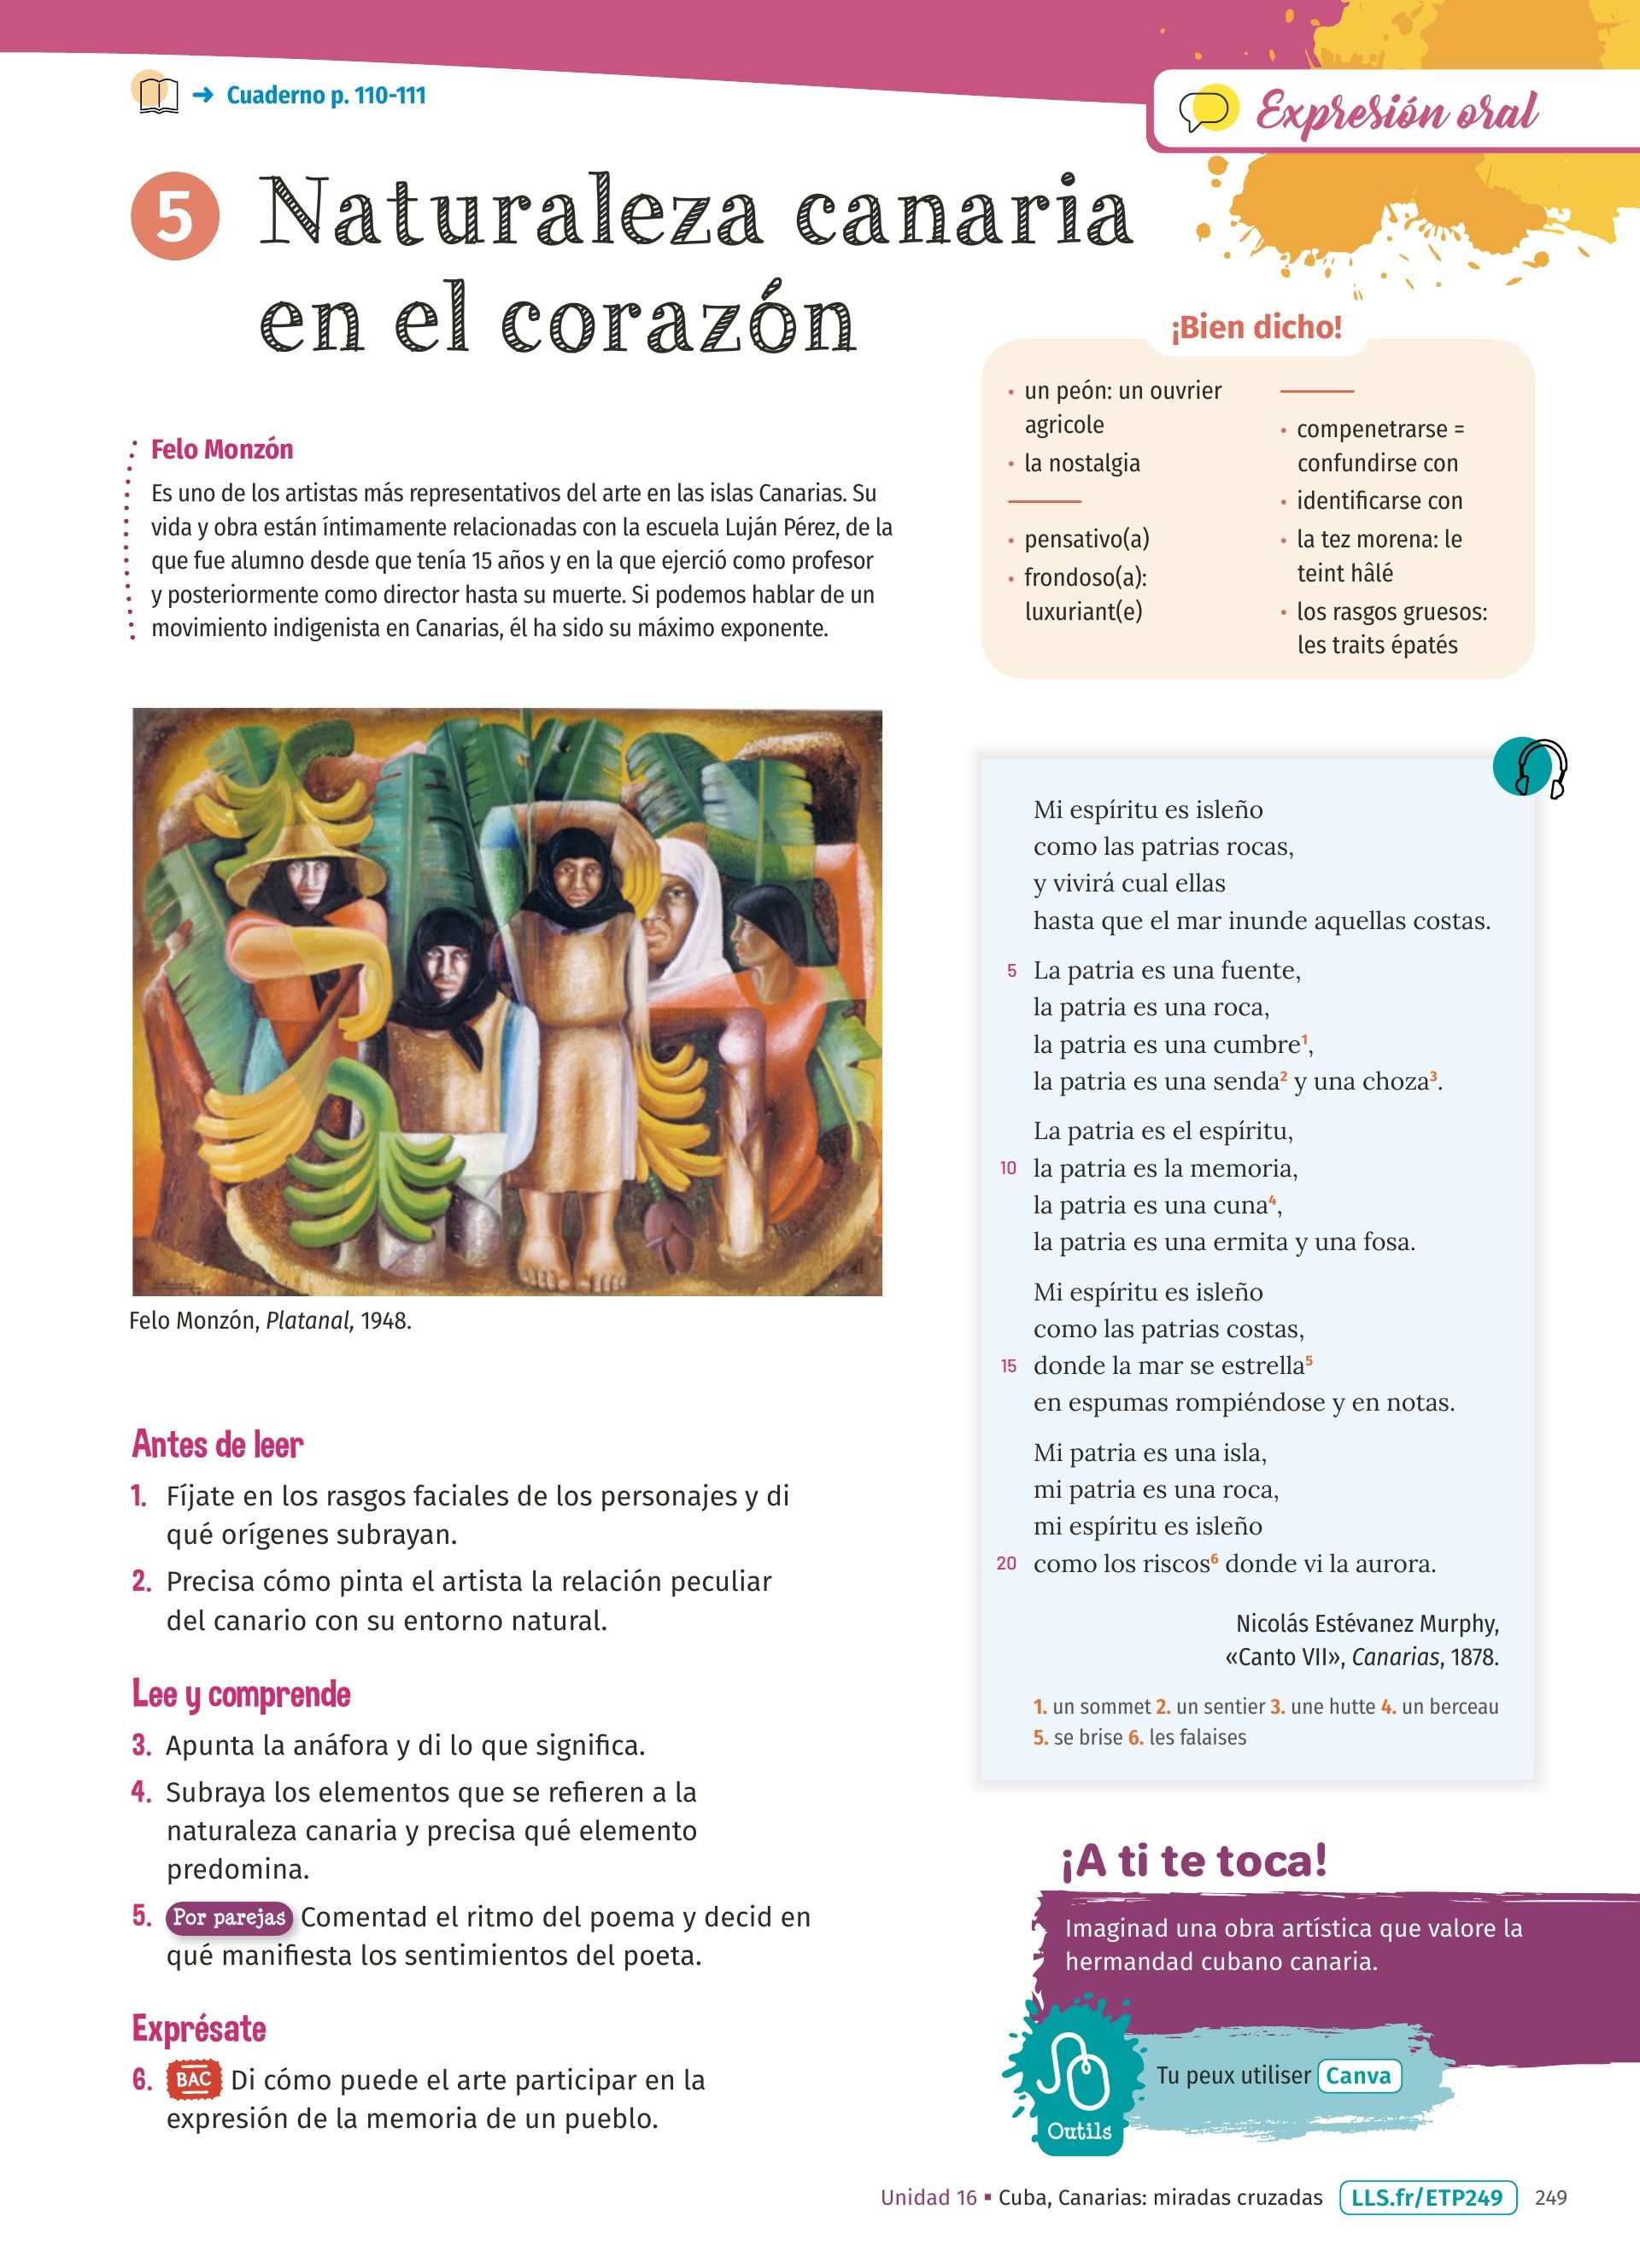 ➜ Cuaderno p. 110-111
Expresión oral
5 Naturaleza canaria
en el corazón
Felo Monzón
Es uno de los artistas más representativos del arte en las islas Canarias. Su
vida y obra están íntimamente relacionadas con la escuela Luján Pérez, de la
que fue alumno desde que tenía 15 años y en la que ejerció como profesor
y posteriormente como director hasta su muerte. Si podemos hablar de un
movimiento indigenista en Canarias, él ha sido su máximo exponente.
Felo Monzón, Platanal, 1948.
¡Bien dicho!
• un peón: un ouvrier
agricole
• la nostalgia
• pensativo(a)
• frondoso(a):
luxuriant(e)
• compenetrarse =
confundirse con
• identificarse con
• la tez morena: le
teint hâlé
• los rasgos gruesos:
les traits épatés
Mi espíritu es isleño
como las patrias rocas,
y vivirá cual ellas
hasta que el mar inunde aquellas costas.
5 La patria es una fuente,
la patria es una roca,
la patria es una cumbre¹,
la patria es una senda² y una choza³.
La patria es el espíritu,
10 la patria es la memoria,
la patria es una cuna⁴,
la patria es una ermita y una fosa.
Mi espíritu es isleño
como las patrias costas,
15 donde la mar se estrella⁵
en espumas rompiéndose y en notas.
Mi patria es una isla,
mi patria es una roca,
mi espíritu es isleño
20 como los riscos⁶ donde vi la aurora.
Nicolás Estévanez Murphy,
«Canto VII», Canarias, 1878.
1. un sommet 2. un sentier 3. une hutte 4. un berceau
5. se brise 6. les falaises
Antes de leer
1. Fíjate en los rasgos faciales de los personajes y di
qué orígenes subrayan.
2. Precisa cómo pinta el artista la relación peculiar
del canario con su entorno natural.
Lee y comprende
3. Apunta la anáfora y di lo que significa.
4. Subraya los elementos que se refieren a la
naturaleza canaria y precisa qué elemento
predomina.
5. Por parejas Comentad el ritmo del poema y decid en
qué manifiesta los sentimientos del poeta.
Exprésate
6. BAC Di cómo puede el arte participar en la
expresión de la memoria de un pueblo.
¡A ti te toca!
Imaginad una obra artística que valore la
hermandad cubano canaria.
Outils
Tu peux utiliser Canva
Unidad 16 ▪ Cuba, Canarias: miradas cruzadas LLS.fr/ETP249 249